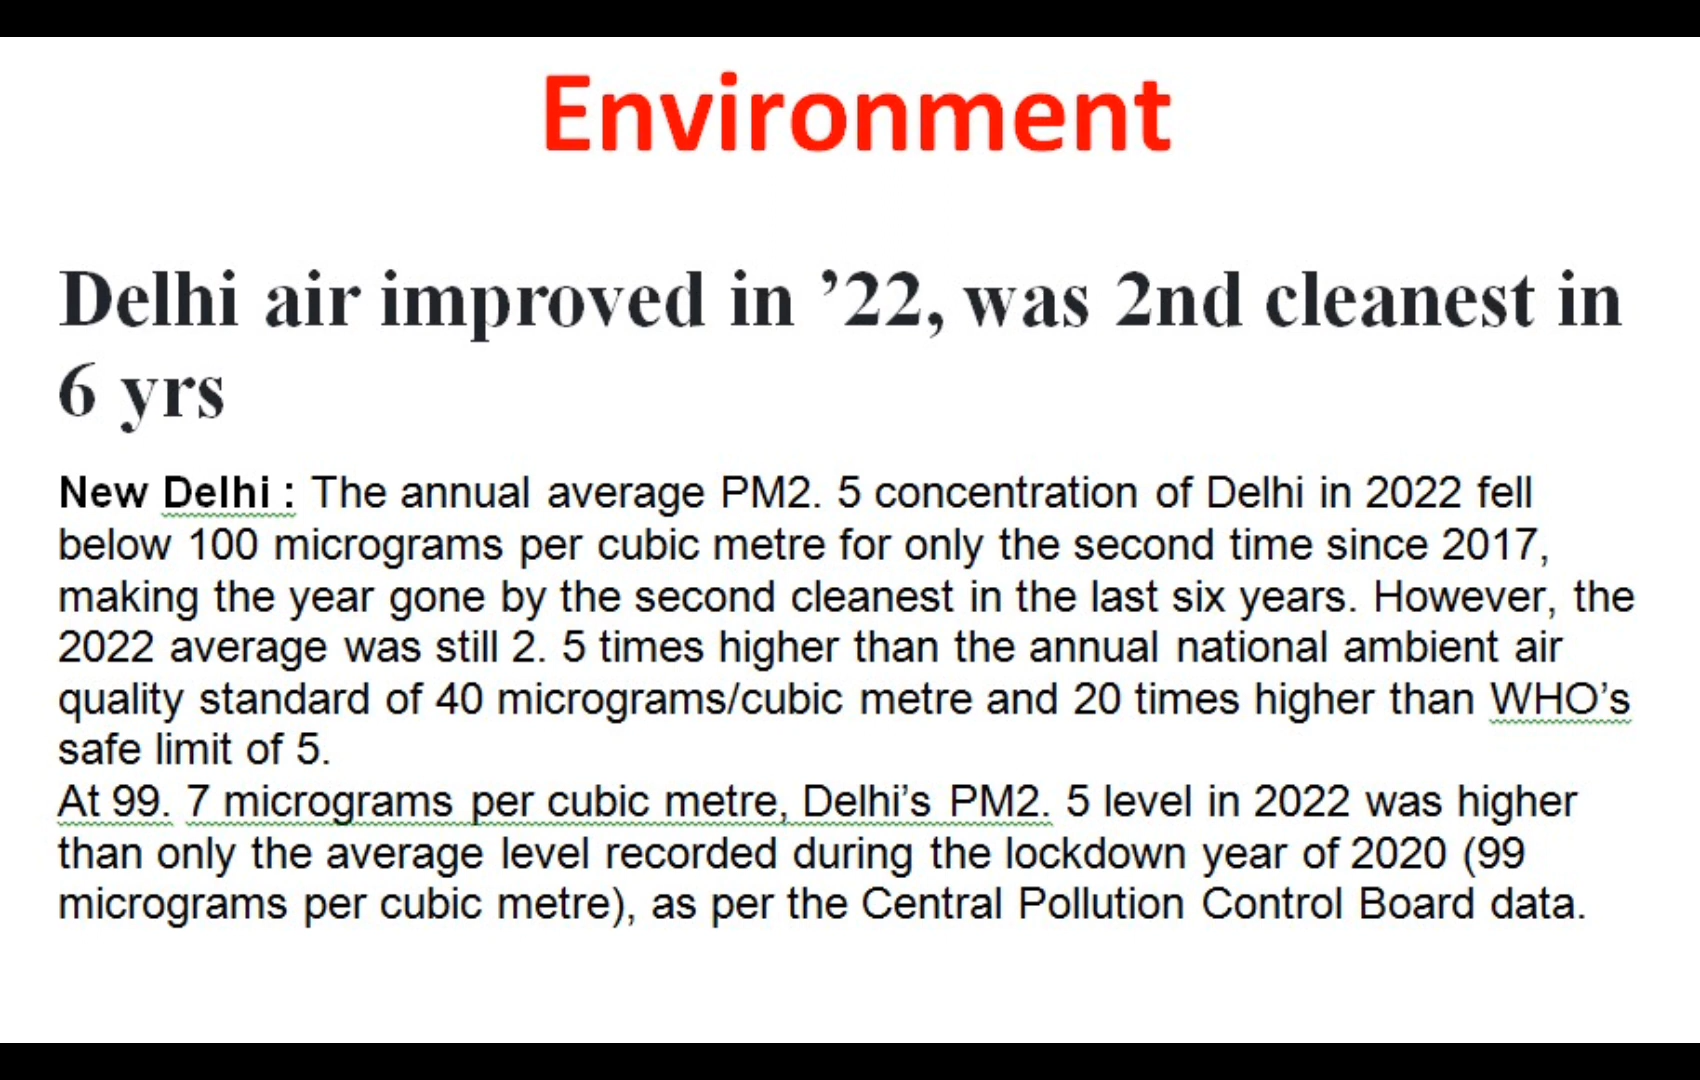 Environment
Delhi air improved in ’22, was 2nd cleanest in
6 yrs
New Delhi : The annual average PM2. 5 concentration of Delhi in 2022 fell
below 100 micrograms per cubic metre for only the second time since 2017,
making the year gone by the second cleanest in the last six years. However, the
2022 average was still 2. 5 times higher than the annual national ambient air
quality standard of 40 micrograms/cubic metre and 20 times higher than WHO’s
safe limit of 5.
At 99. 7 micrograms per cubic metre, Delhi’s PM2. 5 level in 2022 was higher
than only the average level recorded during the lockdown year of 2020 (99
micrograms per cubic metre), as per the Central Pollution Control Board data.